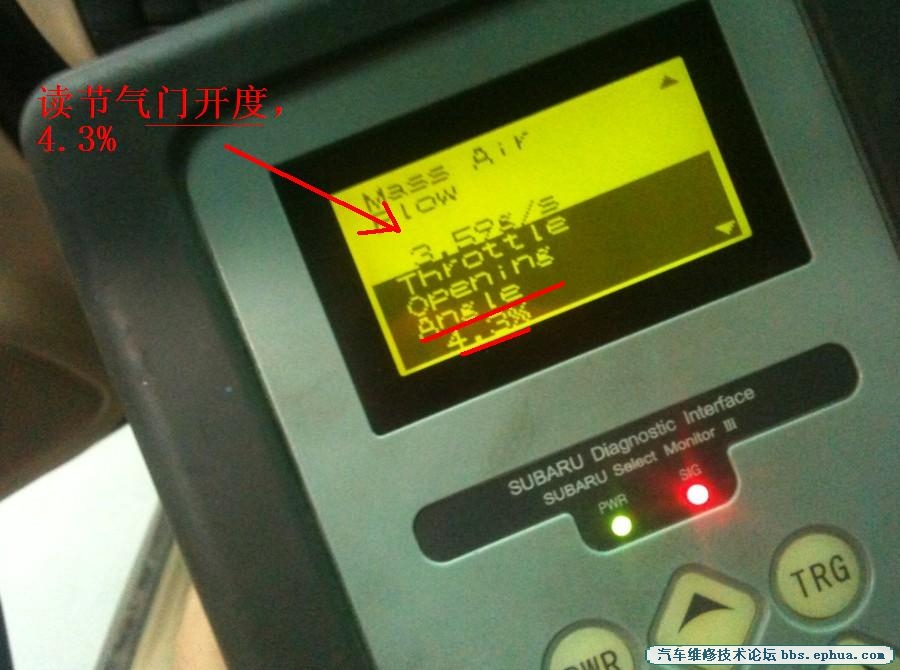 读节气门开度，
4.3%
Mass Air
Flow
3.59g/s
Throttle
Opening
Angle
4.3%
SUBARU Diagnostic Interface
SUBARU Select Monitor III
PWR
SIG
TRG
PWR
汽车维修技术论坛 bbs.ephua.com